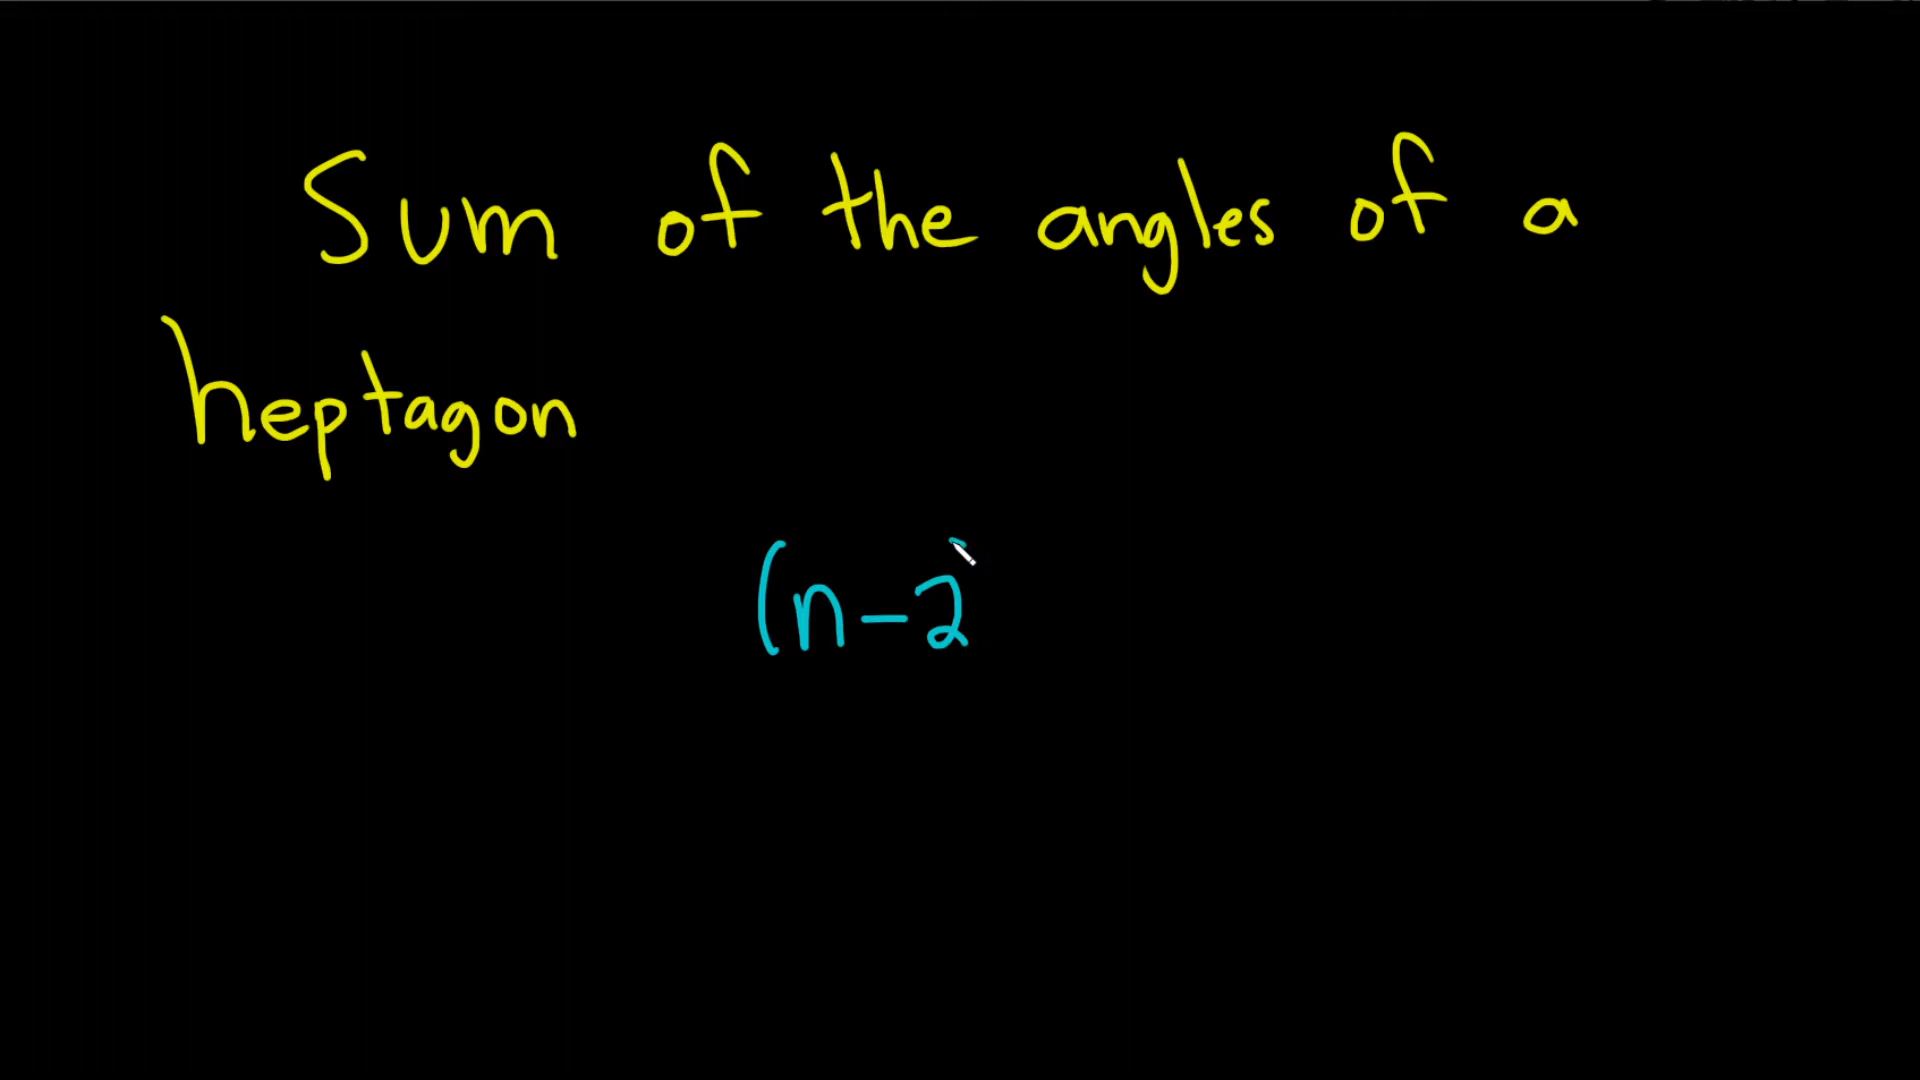 Sum of the angles of a
heptagon
(n-2